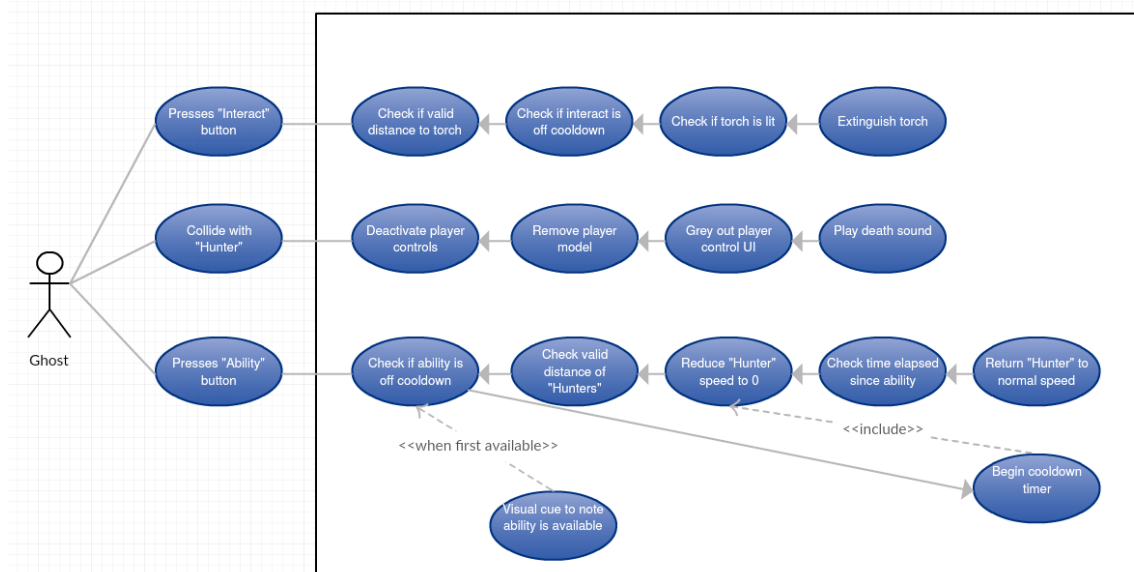 Presses "Interact"
button
Check if valid
distance to torch
Check if interact is
off cooldown
Check if torch is lit
Extinguish torch
Collide with
"Hunter"
Deactivate player
controls
Remove player
model
Grey out player
control UI
Play death sound
Ghost
Presses "Ability"
button
Check if ability is
off cooldown
Check valid
distance of
"Hunters"
Reduce "Hunter"
speed to 0
Check time elapsed
since ability
Return "Hunter" to
normal speed
<<when first available>>
<<include>>
Begin cooldown
timer
Visual cue to note
ability is available